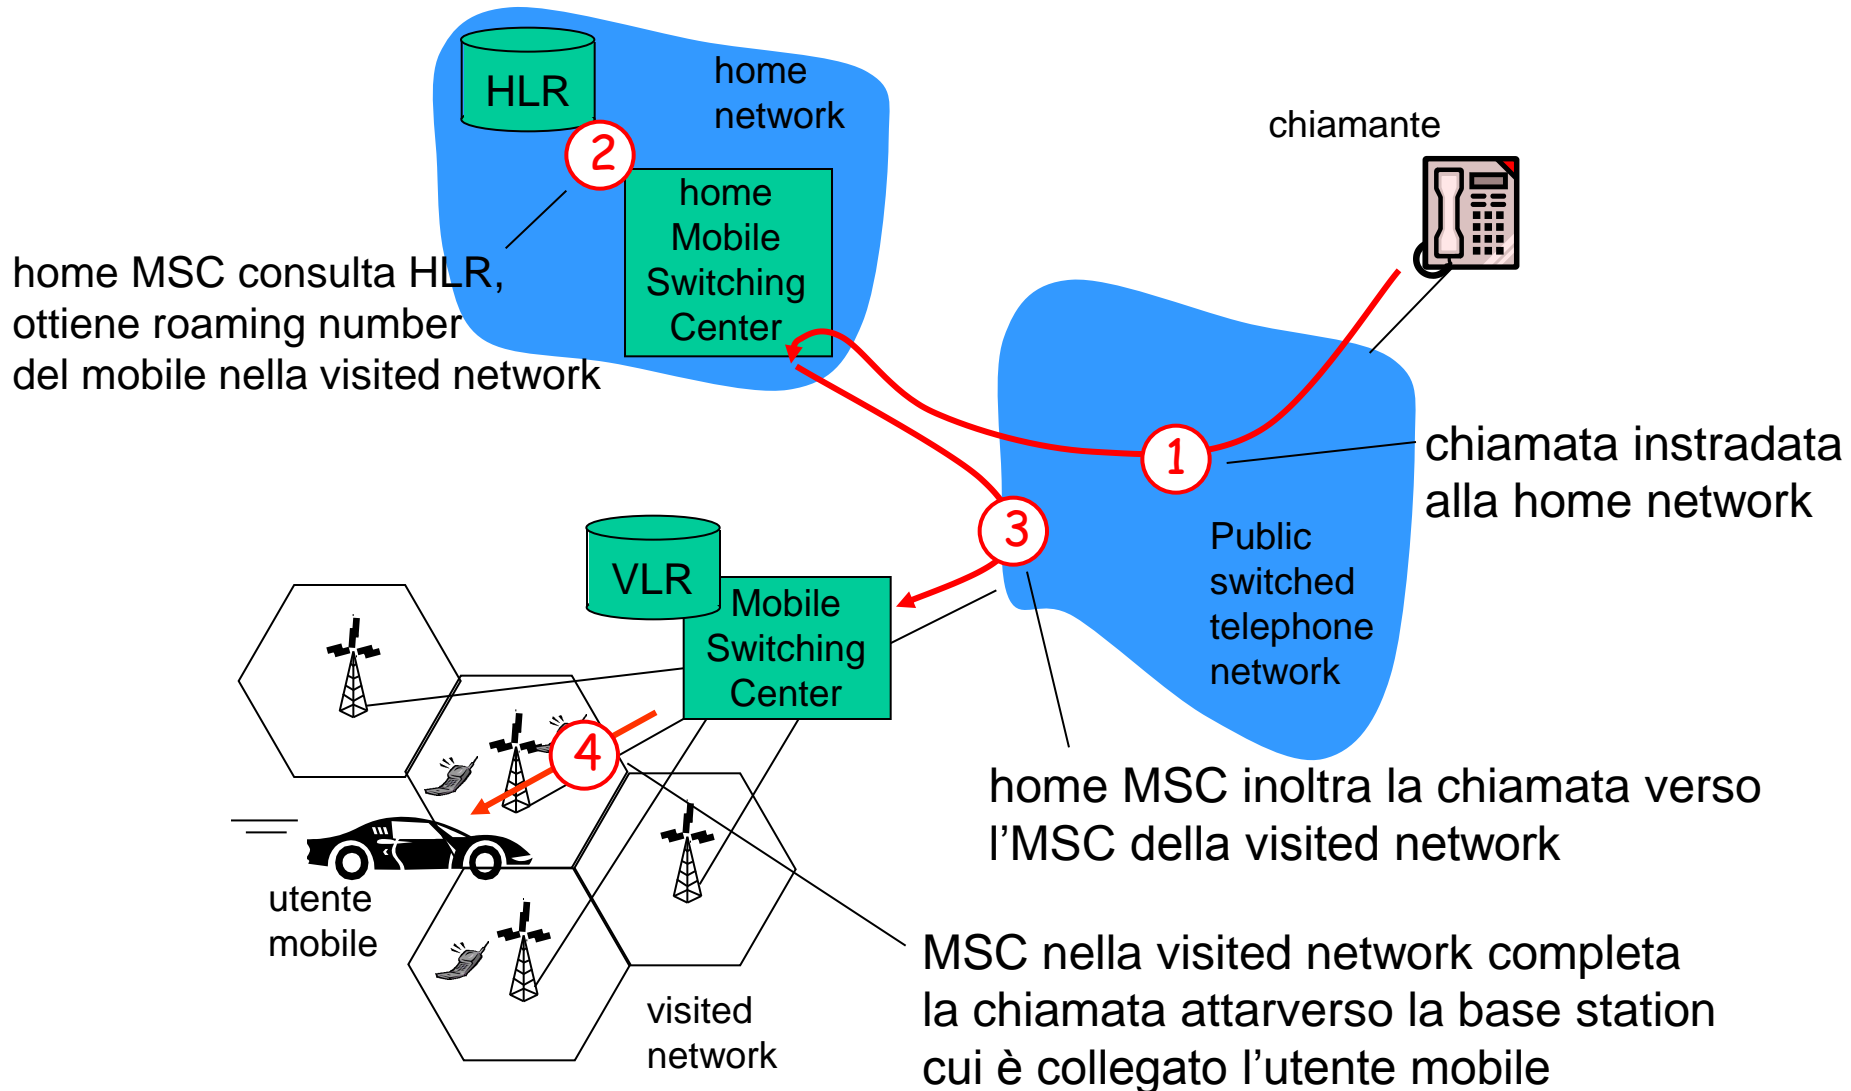 HLR
home
network
2
home
Mobile
Switching
Center
chiamante
home MSC consulta HLR,
ottiene roaming number
del mobile nella visited network
1
chiamata instradata
alla home network
3
Public
switched
telephone
network
VLR
Mobile
Switching
Center
4
home MSC inoltra la chiamata verso
l’MSC della visited network
utente
mobile
MSC nella visited network completa
la chiamata attarverso la base station
cui è collegato l’utente mobile
visited
network